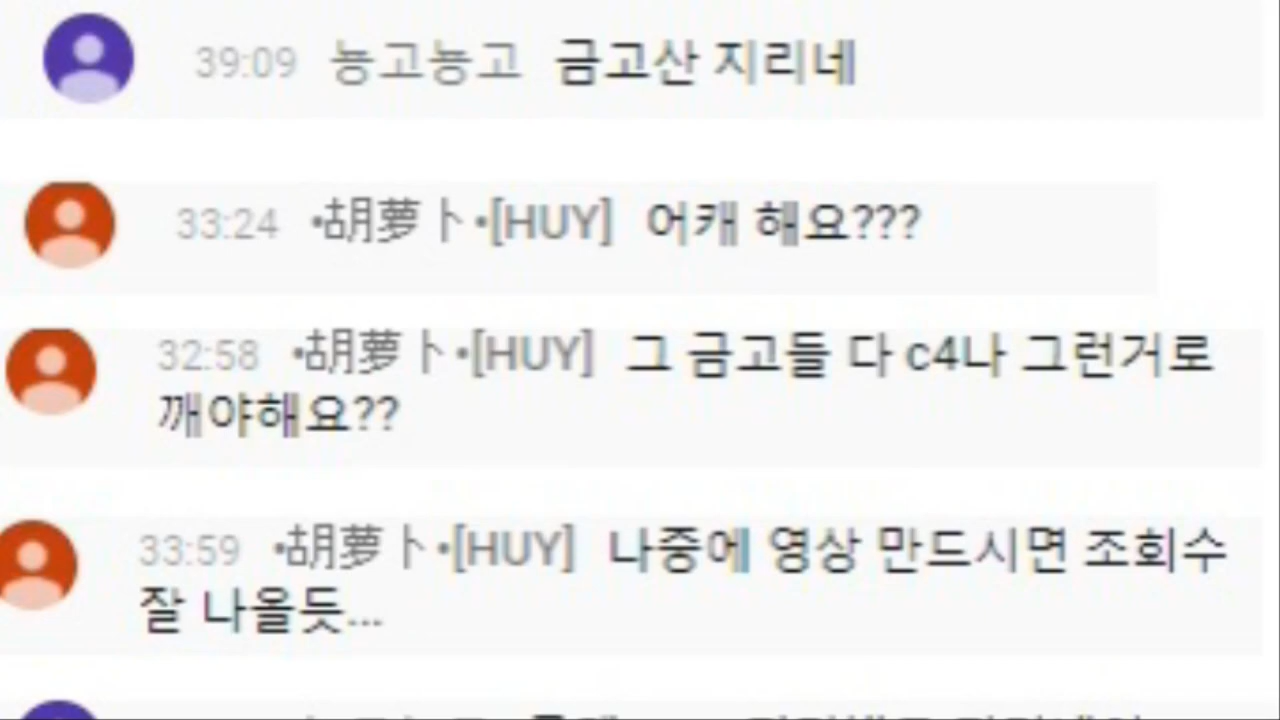 39:09 뇽고뇽고 금고산 지리네
33:24 •胡萝卜•[HUY] 어캐 해요???
32:58 •胡萝卜•[HUY] 그 금고들 다 c4나 그런거로
깨야해요??
33:59 •胡萝卜•[HUY] 나중에 영상 만드시면 조회수
잘 나올듯...